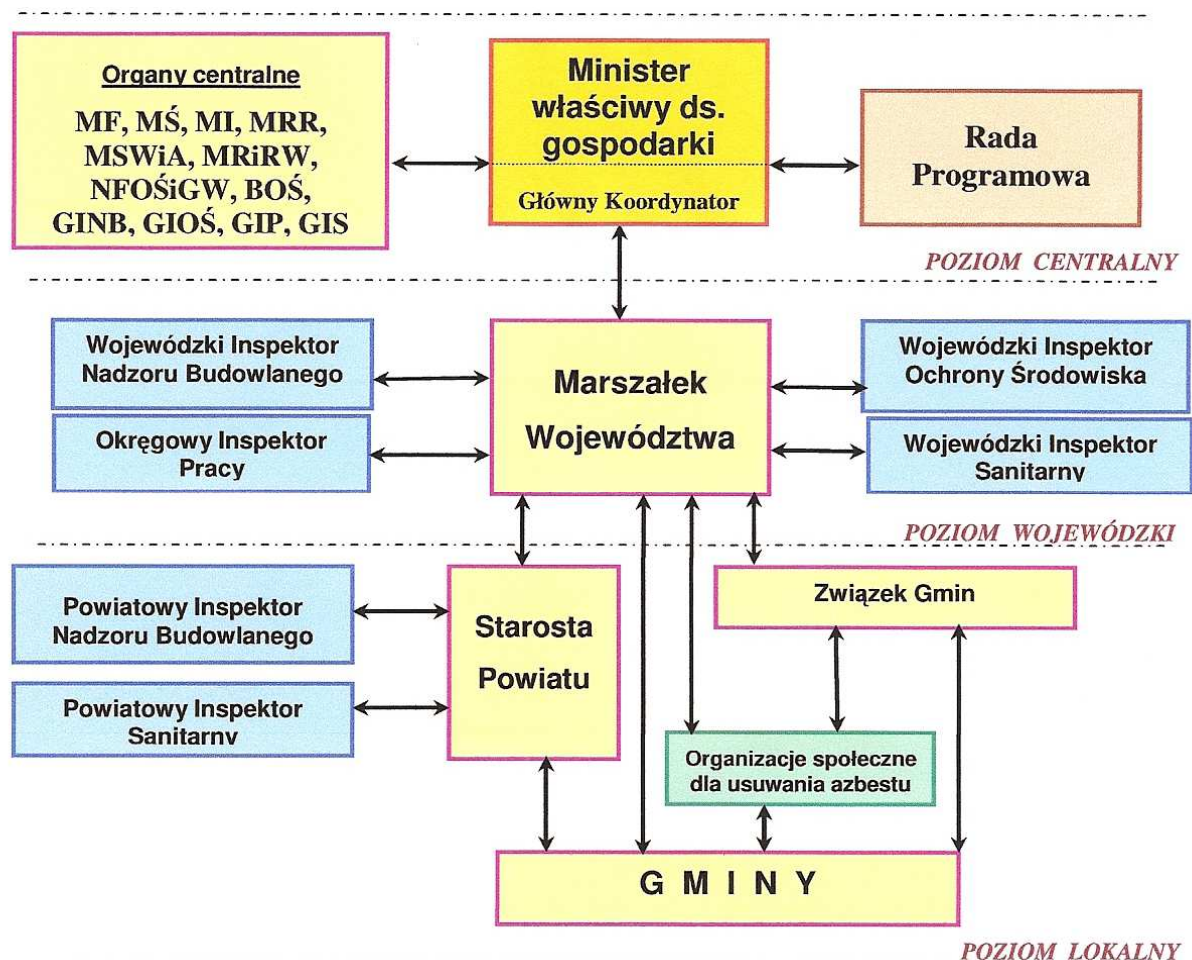 Organy centralne
MF, MŚ, MI, MRR,
MSWiA, MRiRW,
NFOŚiGW, BOŚ,
GINB, GIOŚ, GIP, GIS
Minister
właściwy ds.
gospodarki
Główny Koordynator
Rada
Programowa
POZIOM CENTRALNY
Wojewódzki Inspektor
Nadzoru Budowlanego
Okręgowy Inspektor
Pracy
Marszałek
Województwa
Wojewódzki Inspektor
Ochrony Środowiska
Wojewódzki Inspektor
Sanitarny
POZIOM WOJEWÓDZKI
Powiatowy Inspektor
Nadzoru Budowlanego
Powiatowy Inspektor
Sanitarny
Starosta
Powiatu
Związek Gmin
Organizacje społeczne
dla usuwania azbestu
G M I N Y
POZIOM LOKALNY